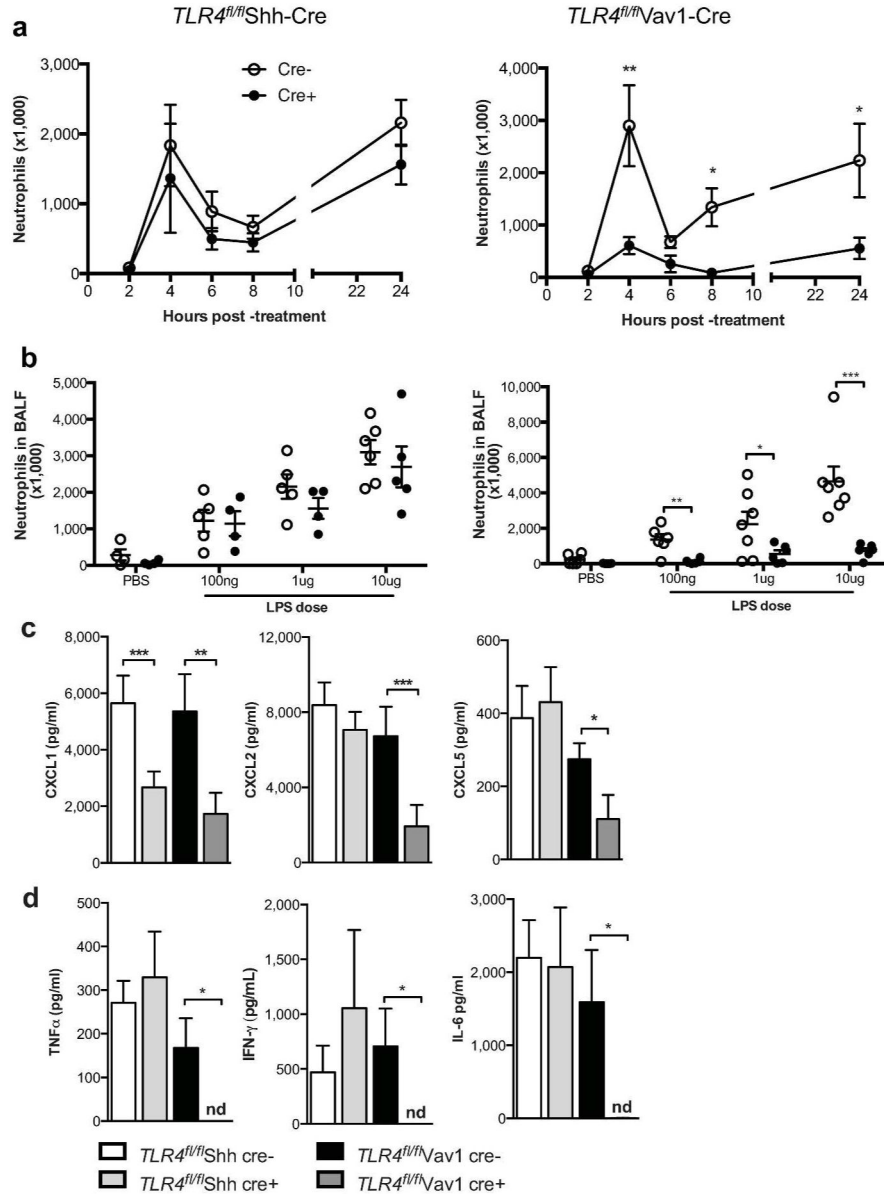 TLR4fl/flShh-Cre TLR4fl/flVav1-Cre
a
Neutrophils (x1,000)
3,000
2,000
1,000
0
0 2 4 6 8 10 22 24
Hours post -treatment
Cre-
Cre+
Neutrophils (x1,000)
4,000
3,000
2,000
1,000
0
** * *
0 2 4 6 8 10 22 24
Hours post -treatment
b
Neutrophils in BALF
(x1,000)
5,000
4,000
3,000
2,000
1,000
0
PBS 100ng 1ug 10ug
LPS dose
Neutrophils in BALF
(x1,000)
10,000
8,000
6,000
4,000
2,000
0
** * ***
PBS 100ng 1ug 10ug
LPS dose
c
CXCL1 (pg/ml)
8,000
6,000
4,000
2,000
0
*** **
CXCL2 (pg/ml)
12,000
8,000
4,000
0
***
CXCL5 (pg/ml)
600
400
200
0
*
d
TNFα (pg/ml)
500
400
300
200
100
0
*
nd
IFN-γ (pg/mL)
2,000
1,500
1,000
500
0
*
nd
IL-6 pg/ml
3,000
2,000
1,000
0
*
nd
TLR4fl/flShh cre- TLR4fl/flVav1 cre-
TLR4fl/flShh cre+ TLR4fl/flVav1 cre+